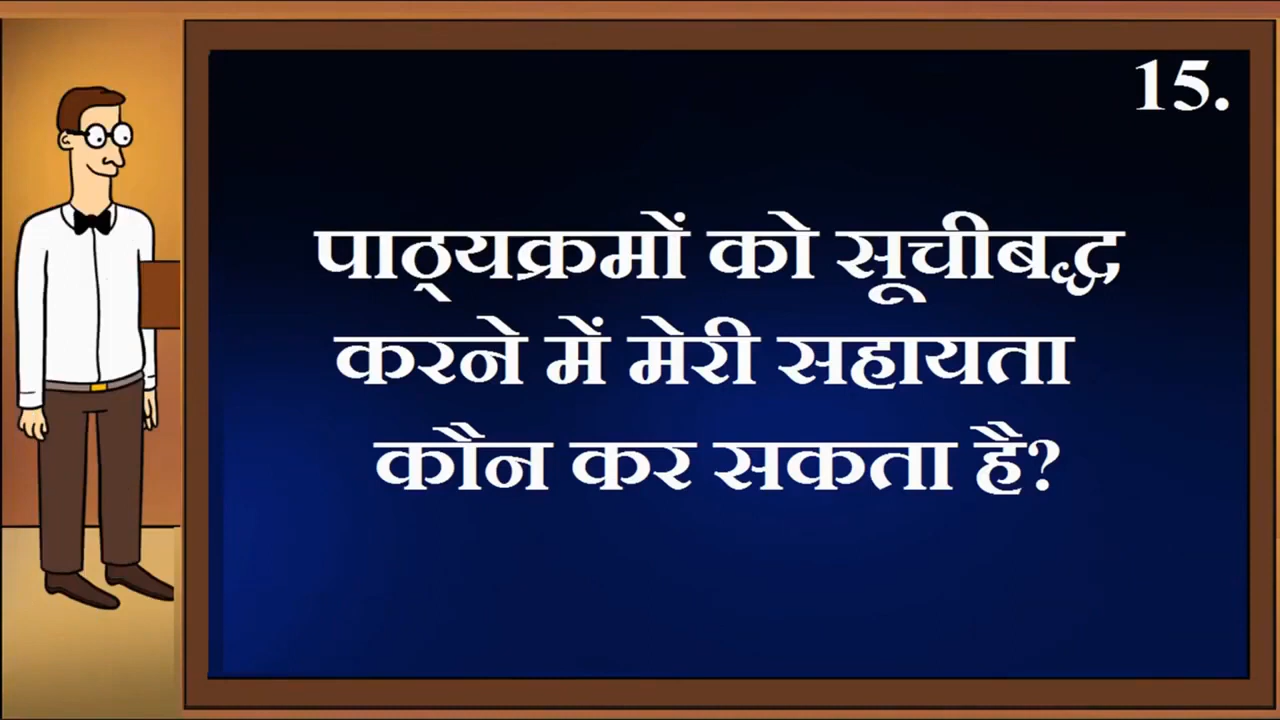 15.
पाठ्यक्रमों को सूचीबद्ध
करने में मेरी सहायता
कौन कर सकता है?